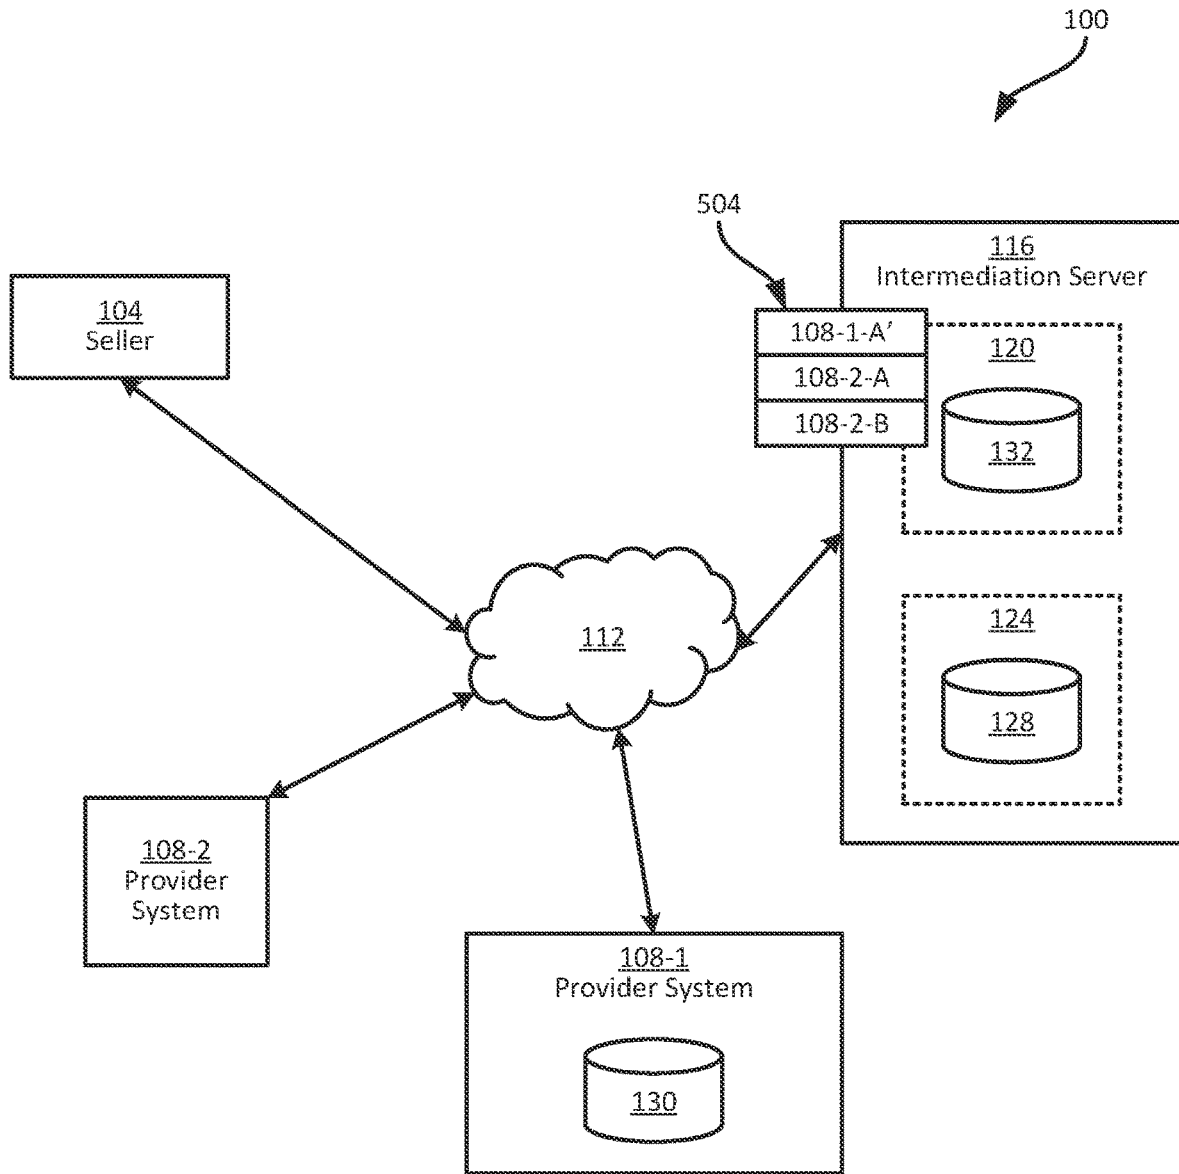 100
504
116
Intermediation Server
104
Seller
108-1-A'
108-2-A
108-2-B
120
132
112
124
128
108-2
Provider
System
108-1
Provider System
130